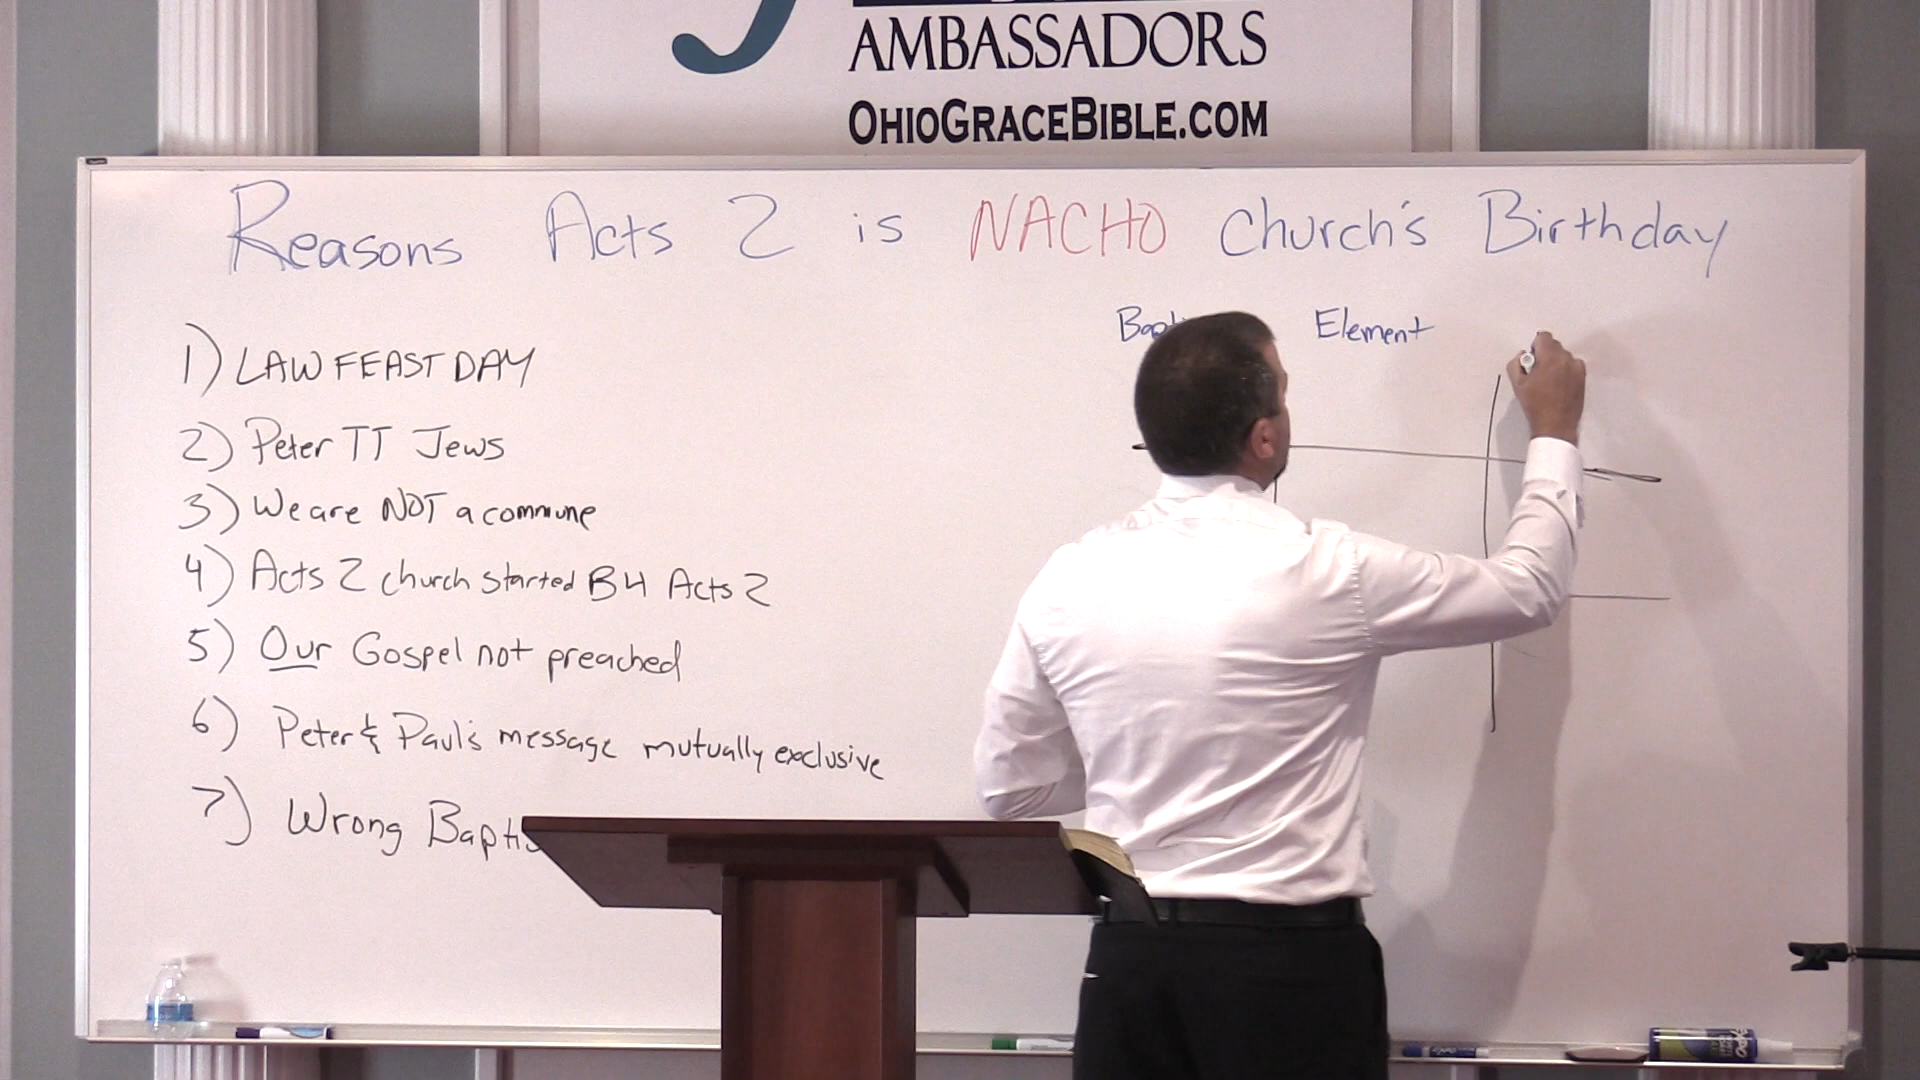 AMBASSADORS
OHIOGRACEBIBLE.COM
Reasons Acts 2 is NACHO Church's Birthday
1) LAW FEAST DAY
2) Peter TT Jews
3) We are NOT a commune
4) Acts 2 church started B4 Acts 2
5) Our Gospel not preached
6) Peter & Paul's message mutually exclusive
7) Wrong Baptis
Element
EXPO